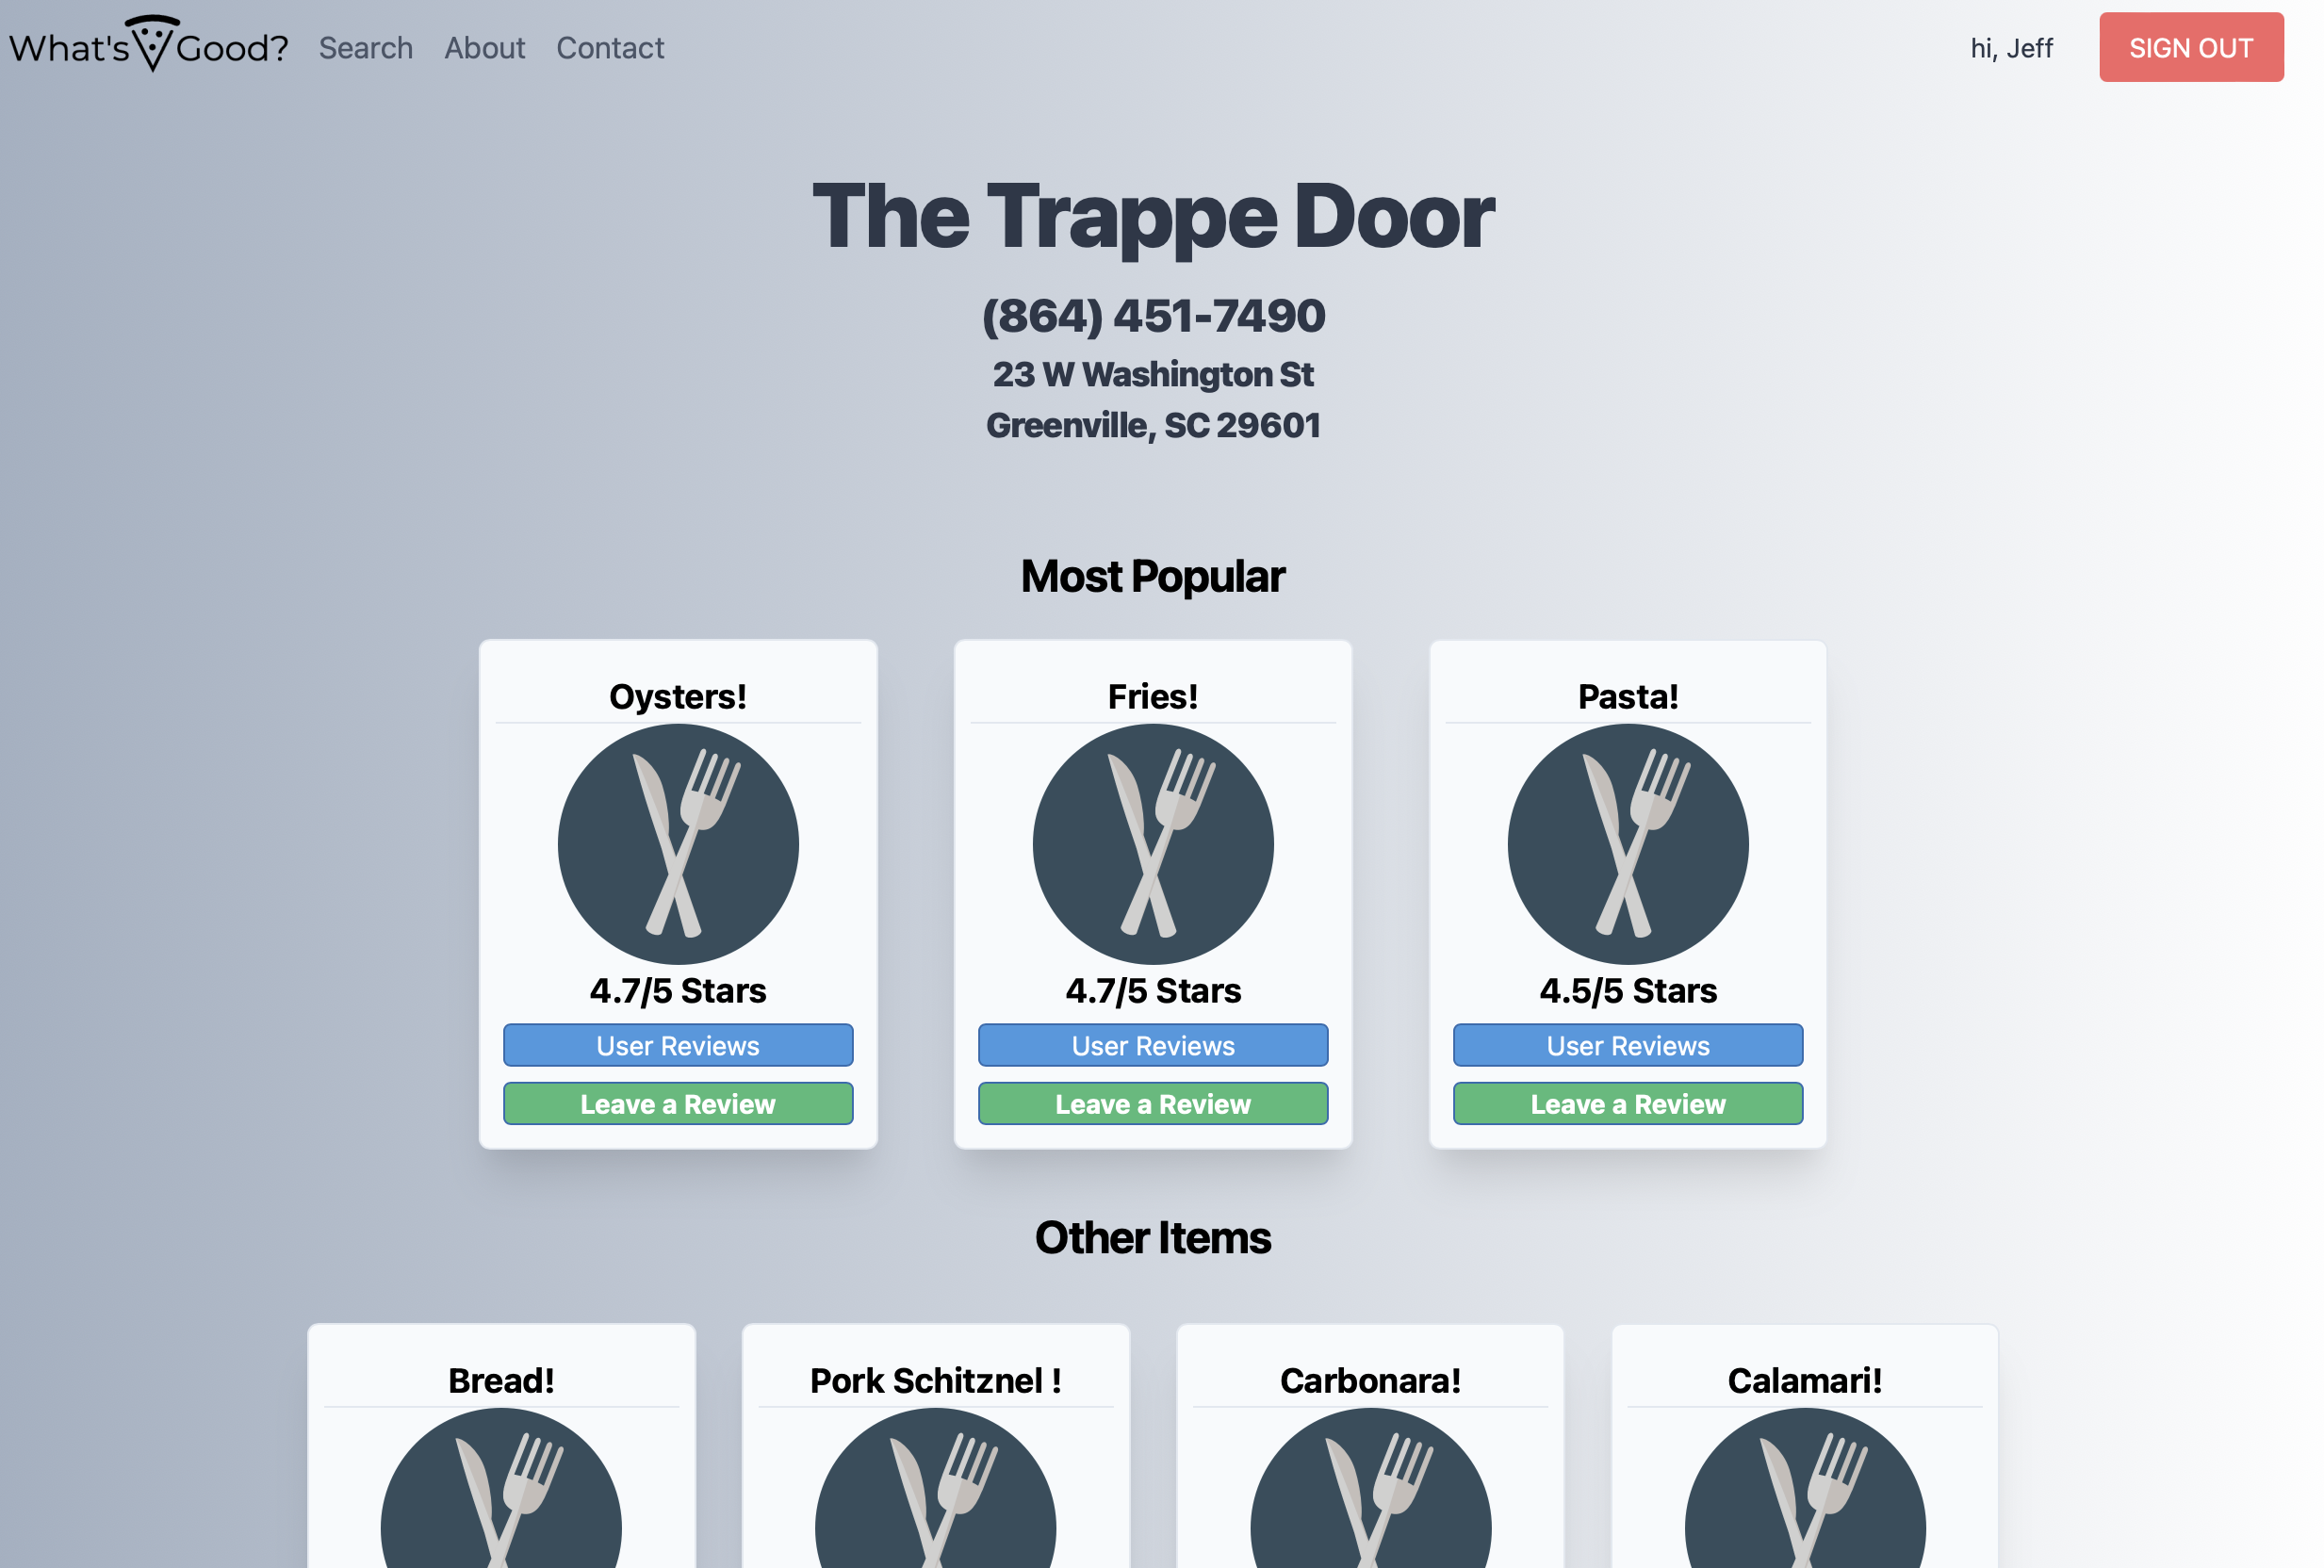 What's Good? Search About Contact hi, Jeff SIGN OUT
The Trappe Door
(864) 451-7490
23 W Washington St
Greenville, SC 29601
Most Popular
Oysters! Fries! Pasta!
4.7/5 Stars 4.7/5 Stars 4.5/5 Stars
User Reviews User Reviews User Reviews
Leave a Review Leave a Review Leave a Review
Other Items
Bread! Pork Schitznel ! Carbonara! Calamari!